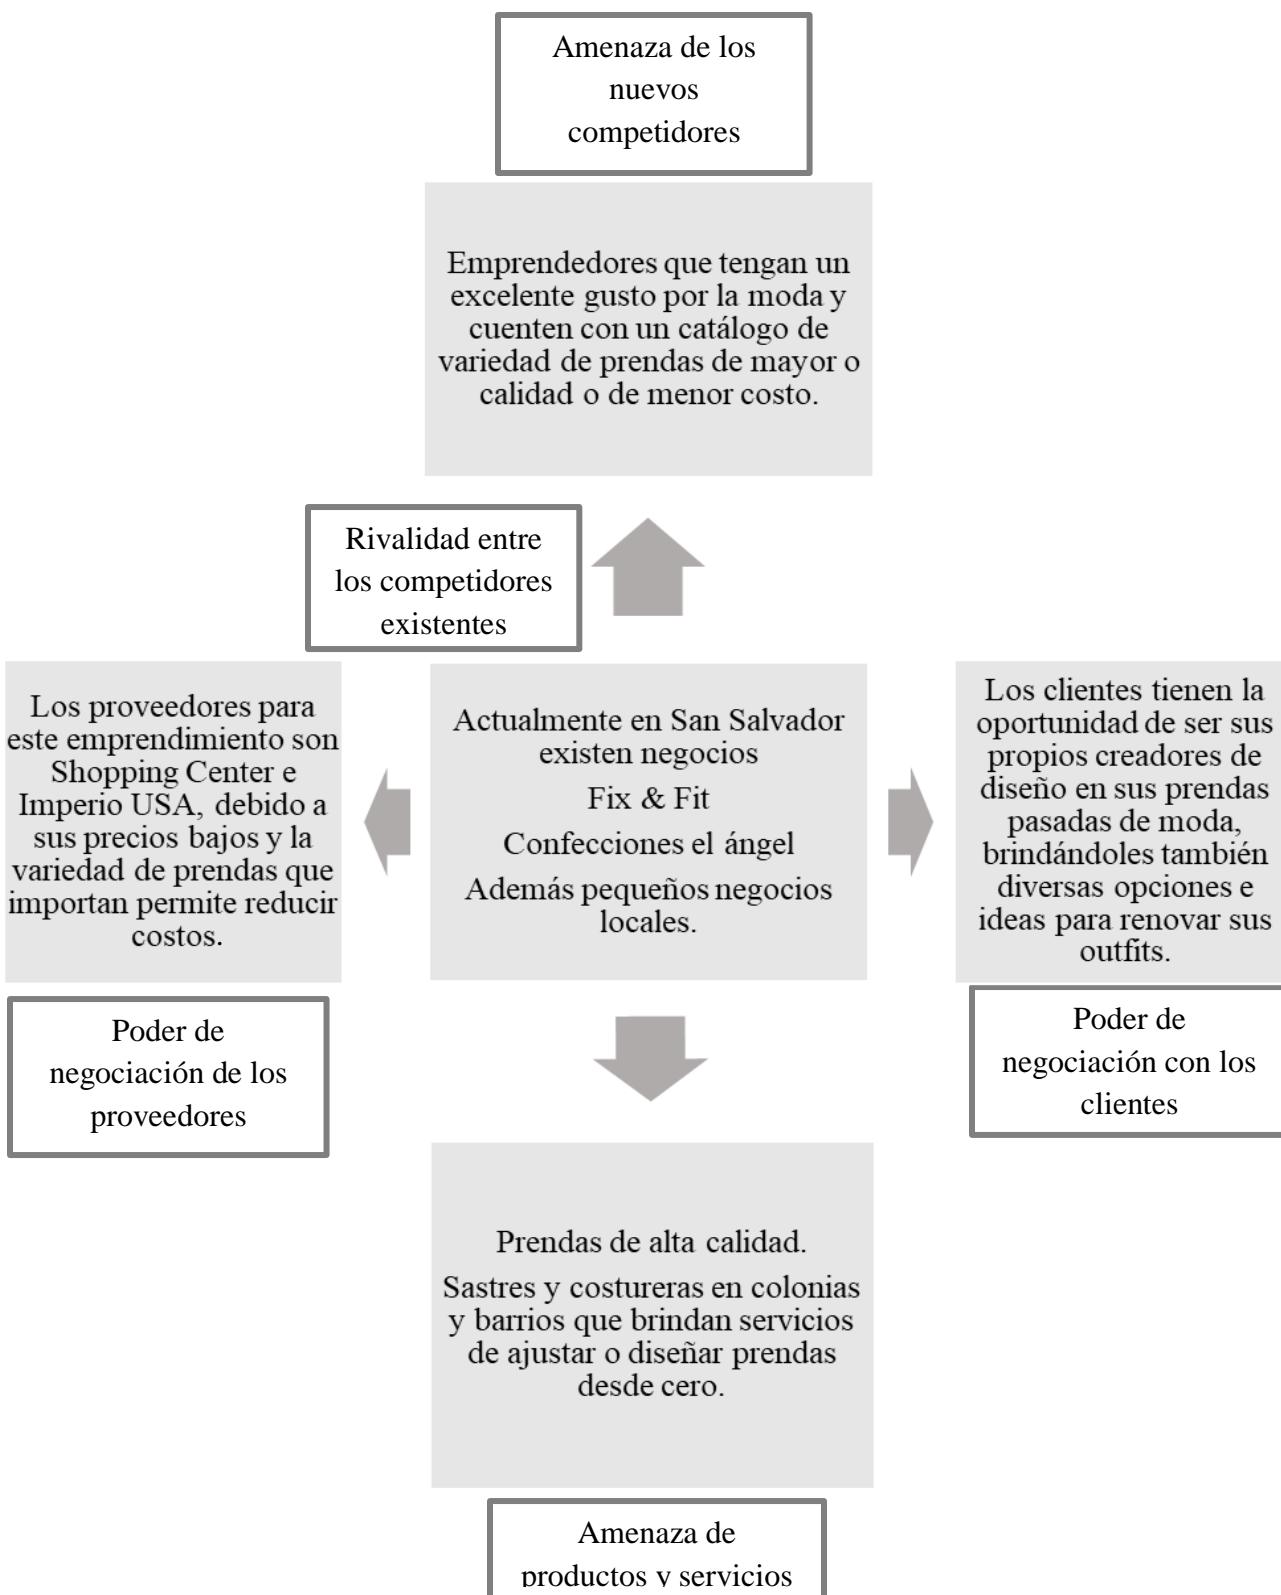 Amenaza de los
nuevos
competidores
Emprendedores que tengan un
excelente gusto por la moda y
cuenten con un catálogo de
variedad de prendas de mayor o
calidad o de menor costo.
Rivalidad entre
los competidores
existentes
Los proveedores para
este emprendimiento son
Shopping Center e
Imperio USA, debido a
sus precios bajos y la
variedad de prendas que
importan permite reducir
costos.
Actualmente en San Salvador
existen negocios
Fix & Fit
Confecciones el ángel
Además pequeños negocios
locales.
Los clientes tienen la
oportunidad de ser sus
propios creadores de
diseño en sus prendas
pasadas de moda,
brindándoles también
diversas opciones e
ideas para renovar sus
outfits.
Poder de
negociación de los
proveedores
Poder de
negociación con los
clientes
Prendas de alta calidad.
Sastres y costureras en colonias
y barrios que brindan servicios
de ajustar o diseñar prendas
desde cero.
Amenaza de
productos y servicios